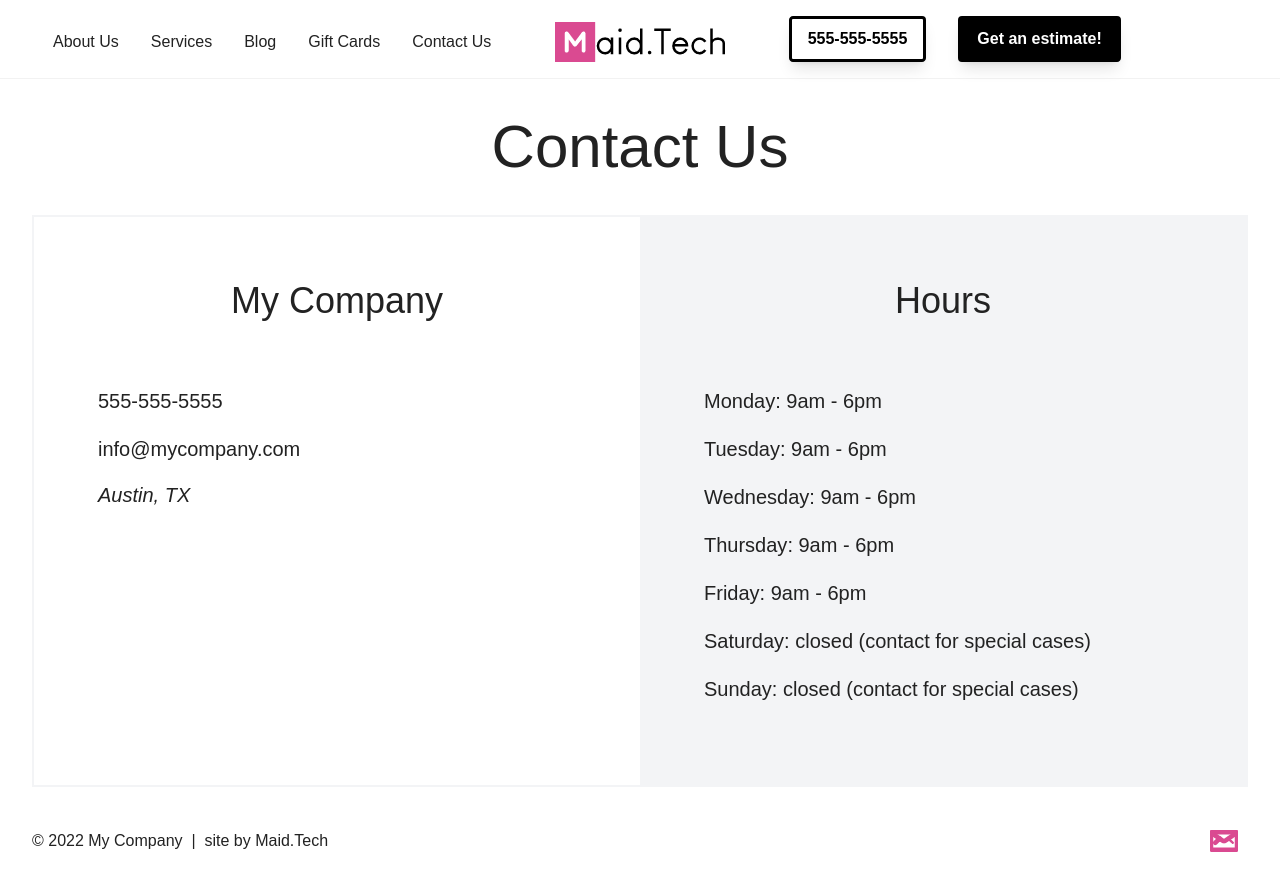 About Us
Services
Blog
Gift Cards
Contact Us
Maid.Tech
555-555-5555
Get an estimate!
Contact Us
My Company
555-555-5555
info@mycompany.com
Austin, TX
Hours
Monday: 9am - 6pm
Tuesday: 9am - 6pm
Wednesday: 9am - 6pm
Thursday: 9am - 6pm
Friday: 9am - 6pm
Saturday: closed (contact for special cases)
Sunday: closed (contact for special cases)
© 2022 My Company | site by Maid.Tech